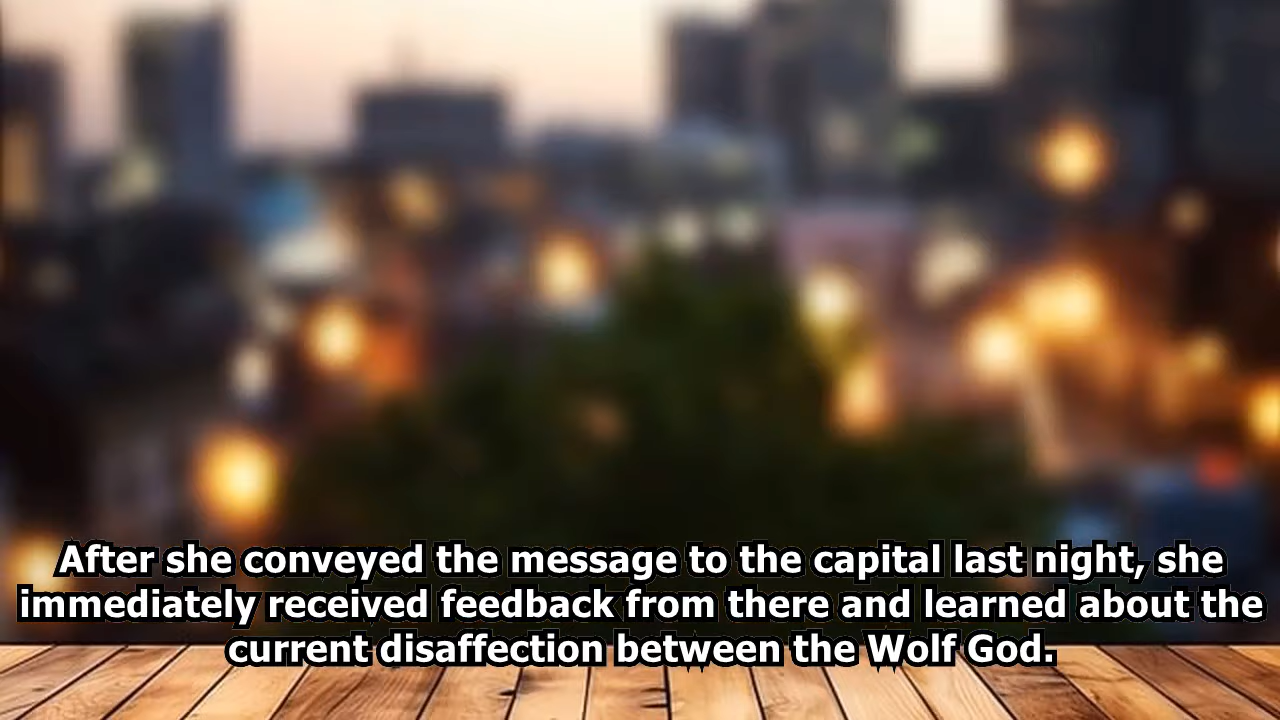 After she conveyed the message to the capital last night, she
immediately received feedback from there and learned about the
current disaffection between the Wolf God.